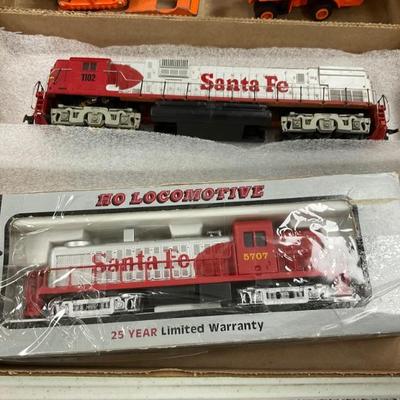 1102
Santa Fe
HO LOCOMOTIVE
Santa Fe
5707
25 YEAR Limited Warranty